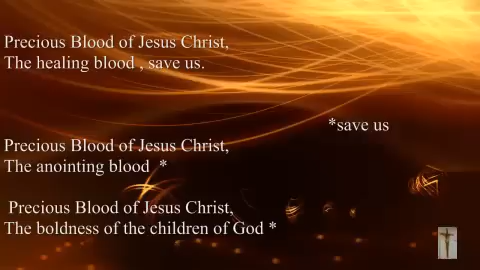 Precious Blood of Jesus Christ,
The healing blood , save us.
*save us
Precious Blood of Jesus Christ,
The anointing blood *
Precious Blood of Jesus Christ,
The boldness of the children of God *